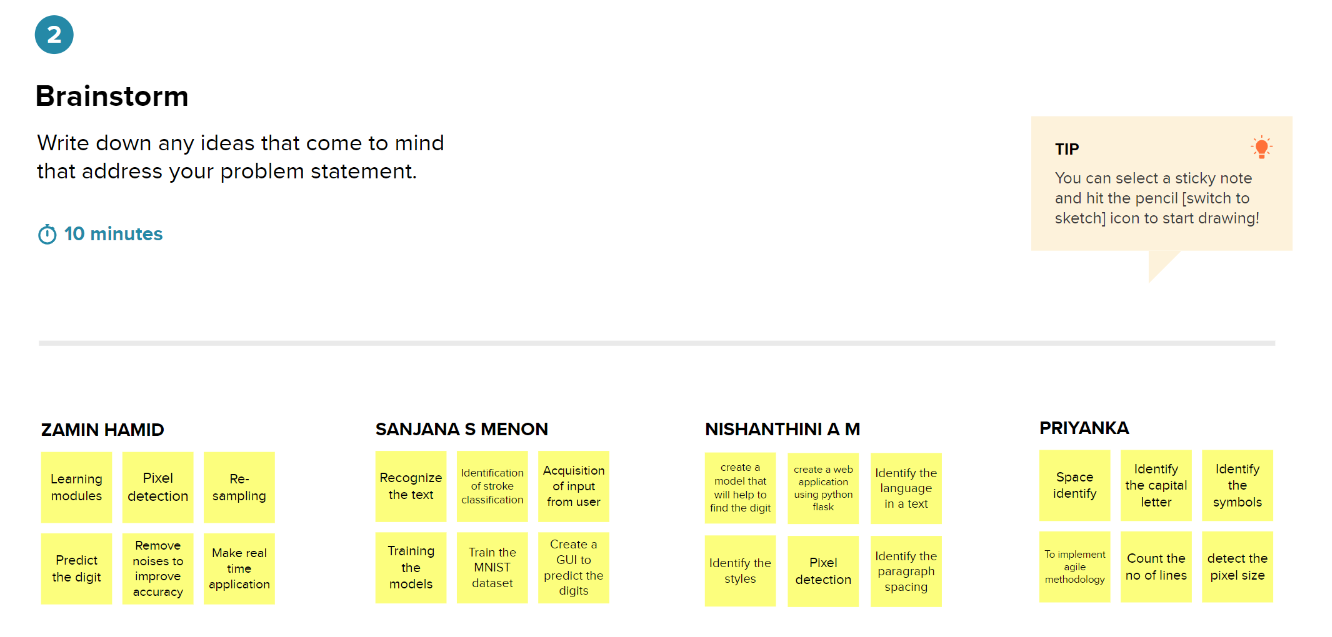 2
Brainstorm
Write down any ideas that come to mind
that address your problem statement.
10 minutes
TIP
You can select a sticky note
and hit the pencil [switch to
sketch] icon to start drawing!
ZAMIN HAMID
Learning
modules
Pixel
detection
Re-
sampling
Predict
the digit
Remove
noises to
improve
accuracy
Make real
time
application
SANJANA S MENON
Recognize
the text
Identification
of stroke
classification
Acquisition
of input
from user
Training
the
models
Train the
MNIST
dataset
Create a
GUI to
predict the
digits
NISHANTHINI A M
create a
model that
will help to
find the digit
create a web
application
using python
flask
Identify the
language
in a text
Identify the
styles
PIxel
detection
Identify the
paragraph
spacing
PRIYANKA
Space
identify
Identify
the capital
letter
Identify
the
symbols
To implement
agile
methodology
Count the
no of lines
detect the
pixel size